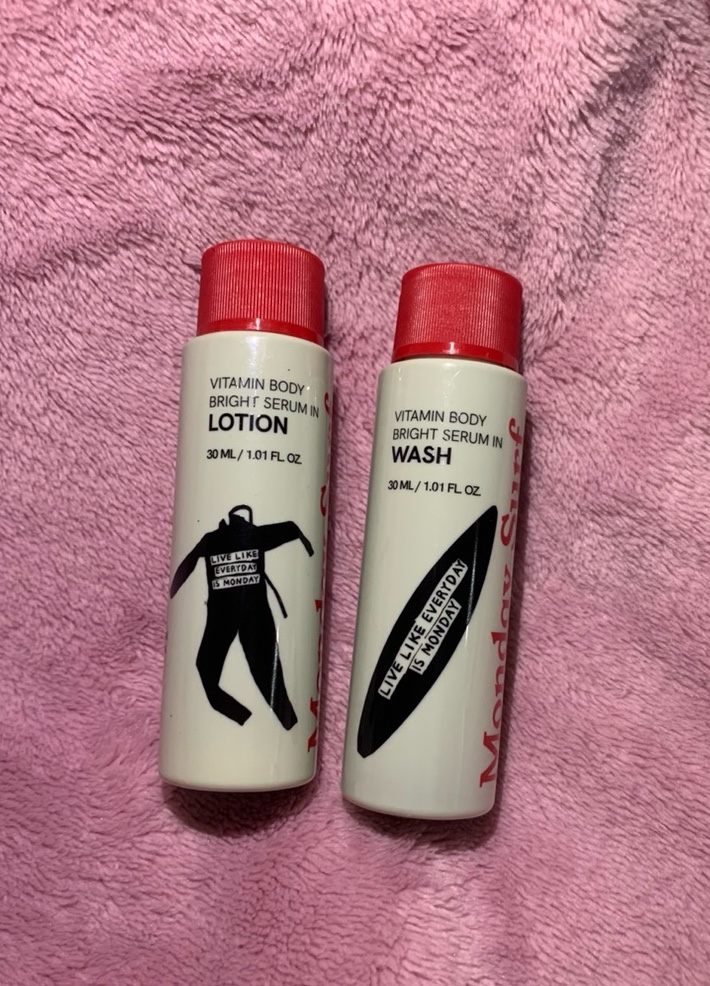 VITAMIN BODY
BRIGHT SERUM IN
LOTION
30 ML / 1.01 FL. OZ.
LIVE LIKE
EVERYDAY
IS MONDAY
VITAMIN BODY
BRIGHT SERUM IN
WASH
30 ML / 1.01 FL. OZ.
LIVE LIKE EVERYDAY
IS MONDAY
Monday Surf